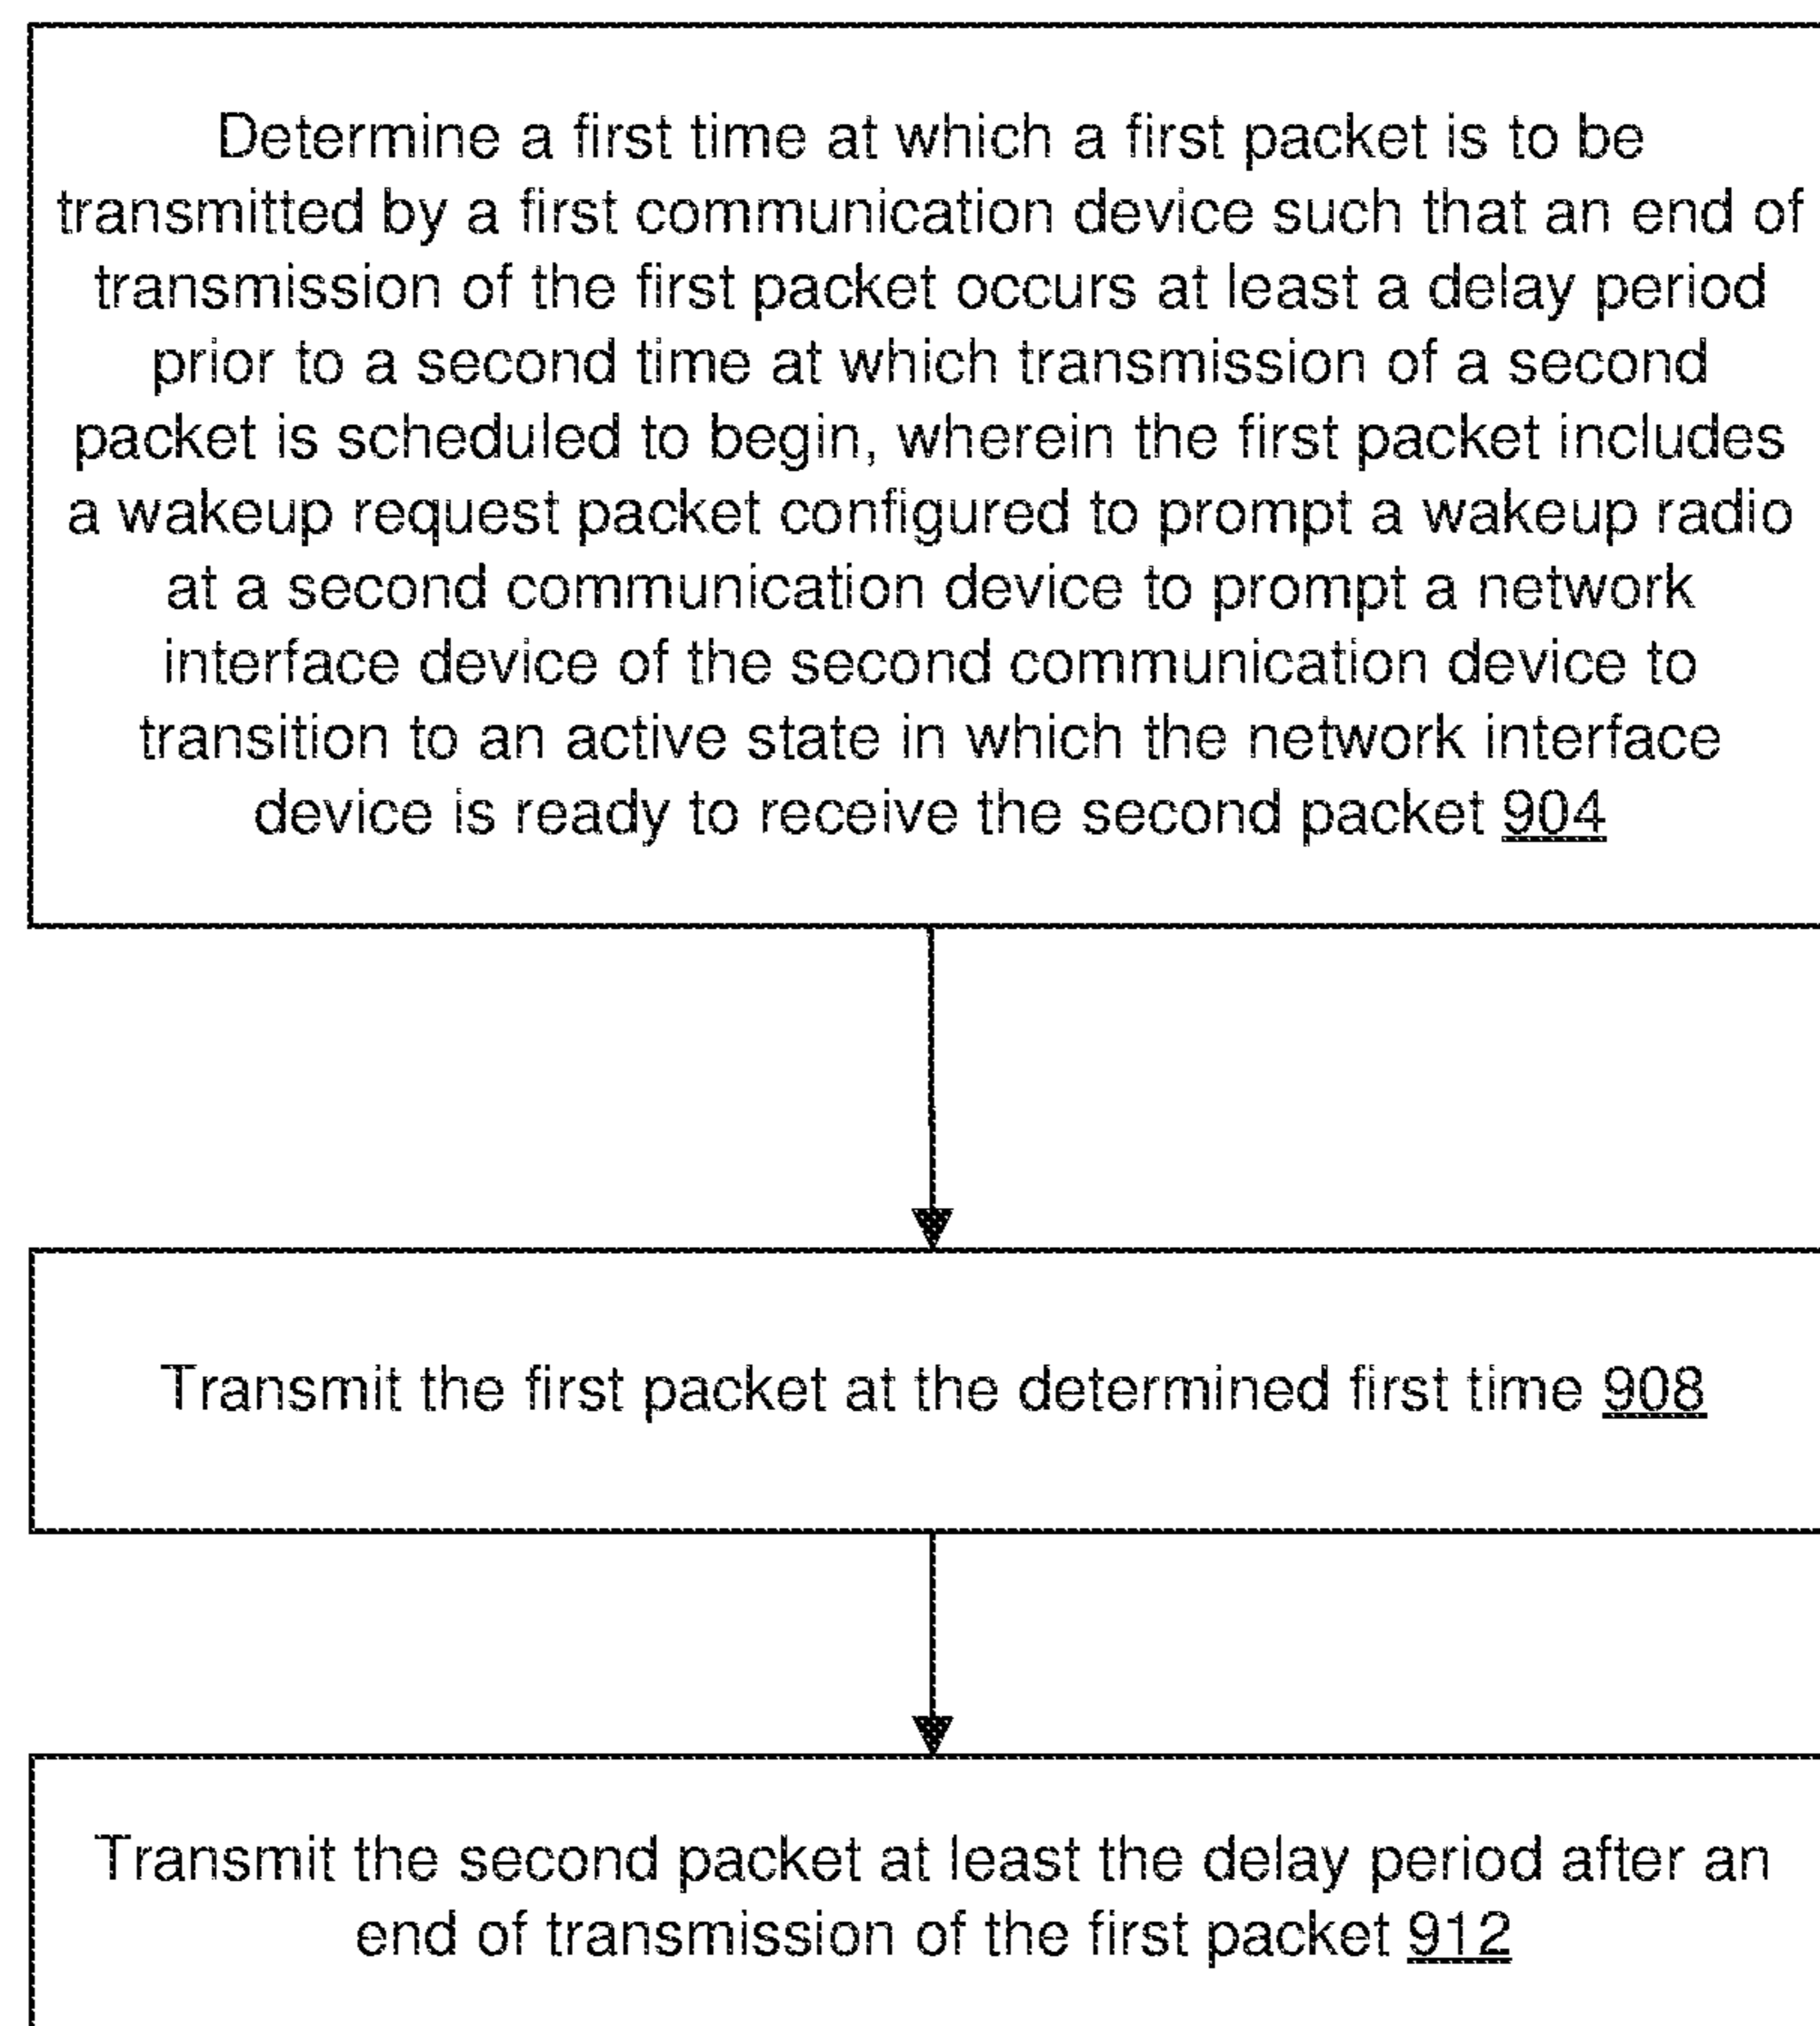 Determine a first time at which a first packet is to be
transmitted by a first communication device such that an end of
transmission of the first packet occurs at least a delay period
prior to a second time at which transmission of a second
packet is scheduled to begin, wherein the first packet includes
a wakeup request packet configured to prompt a wakeup radio
at a second communication device to prompt a network
interface device of the second communication device to
transition to an active state in which the network interface
device is ready to receive the second packet 904
Transmit the first packet at the determined first time 908
Transmit the second packet at least the delay period after an
end of transmission of the first packet 912